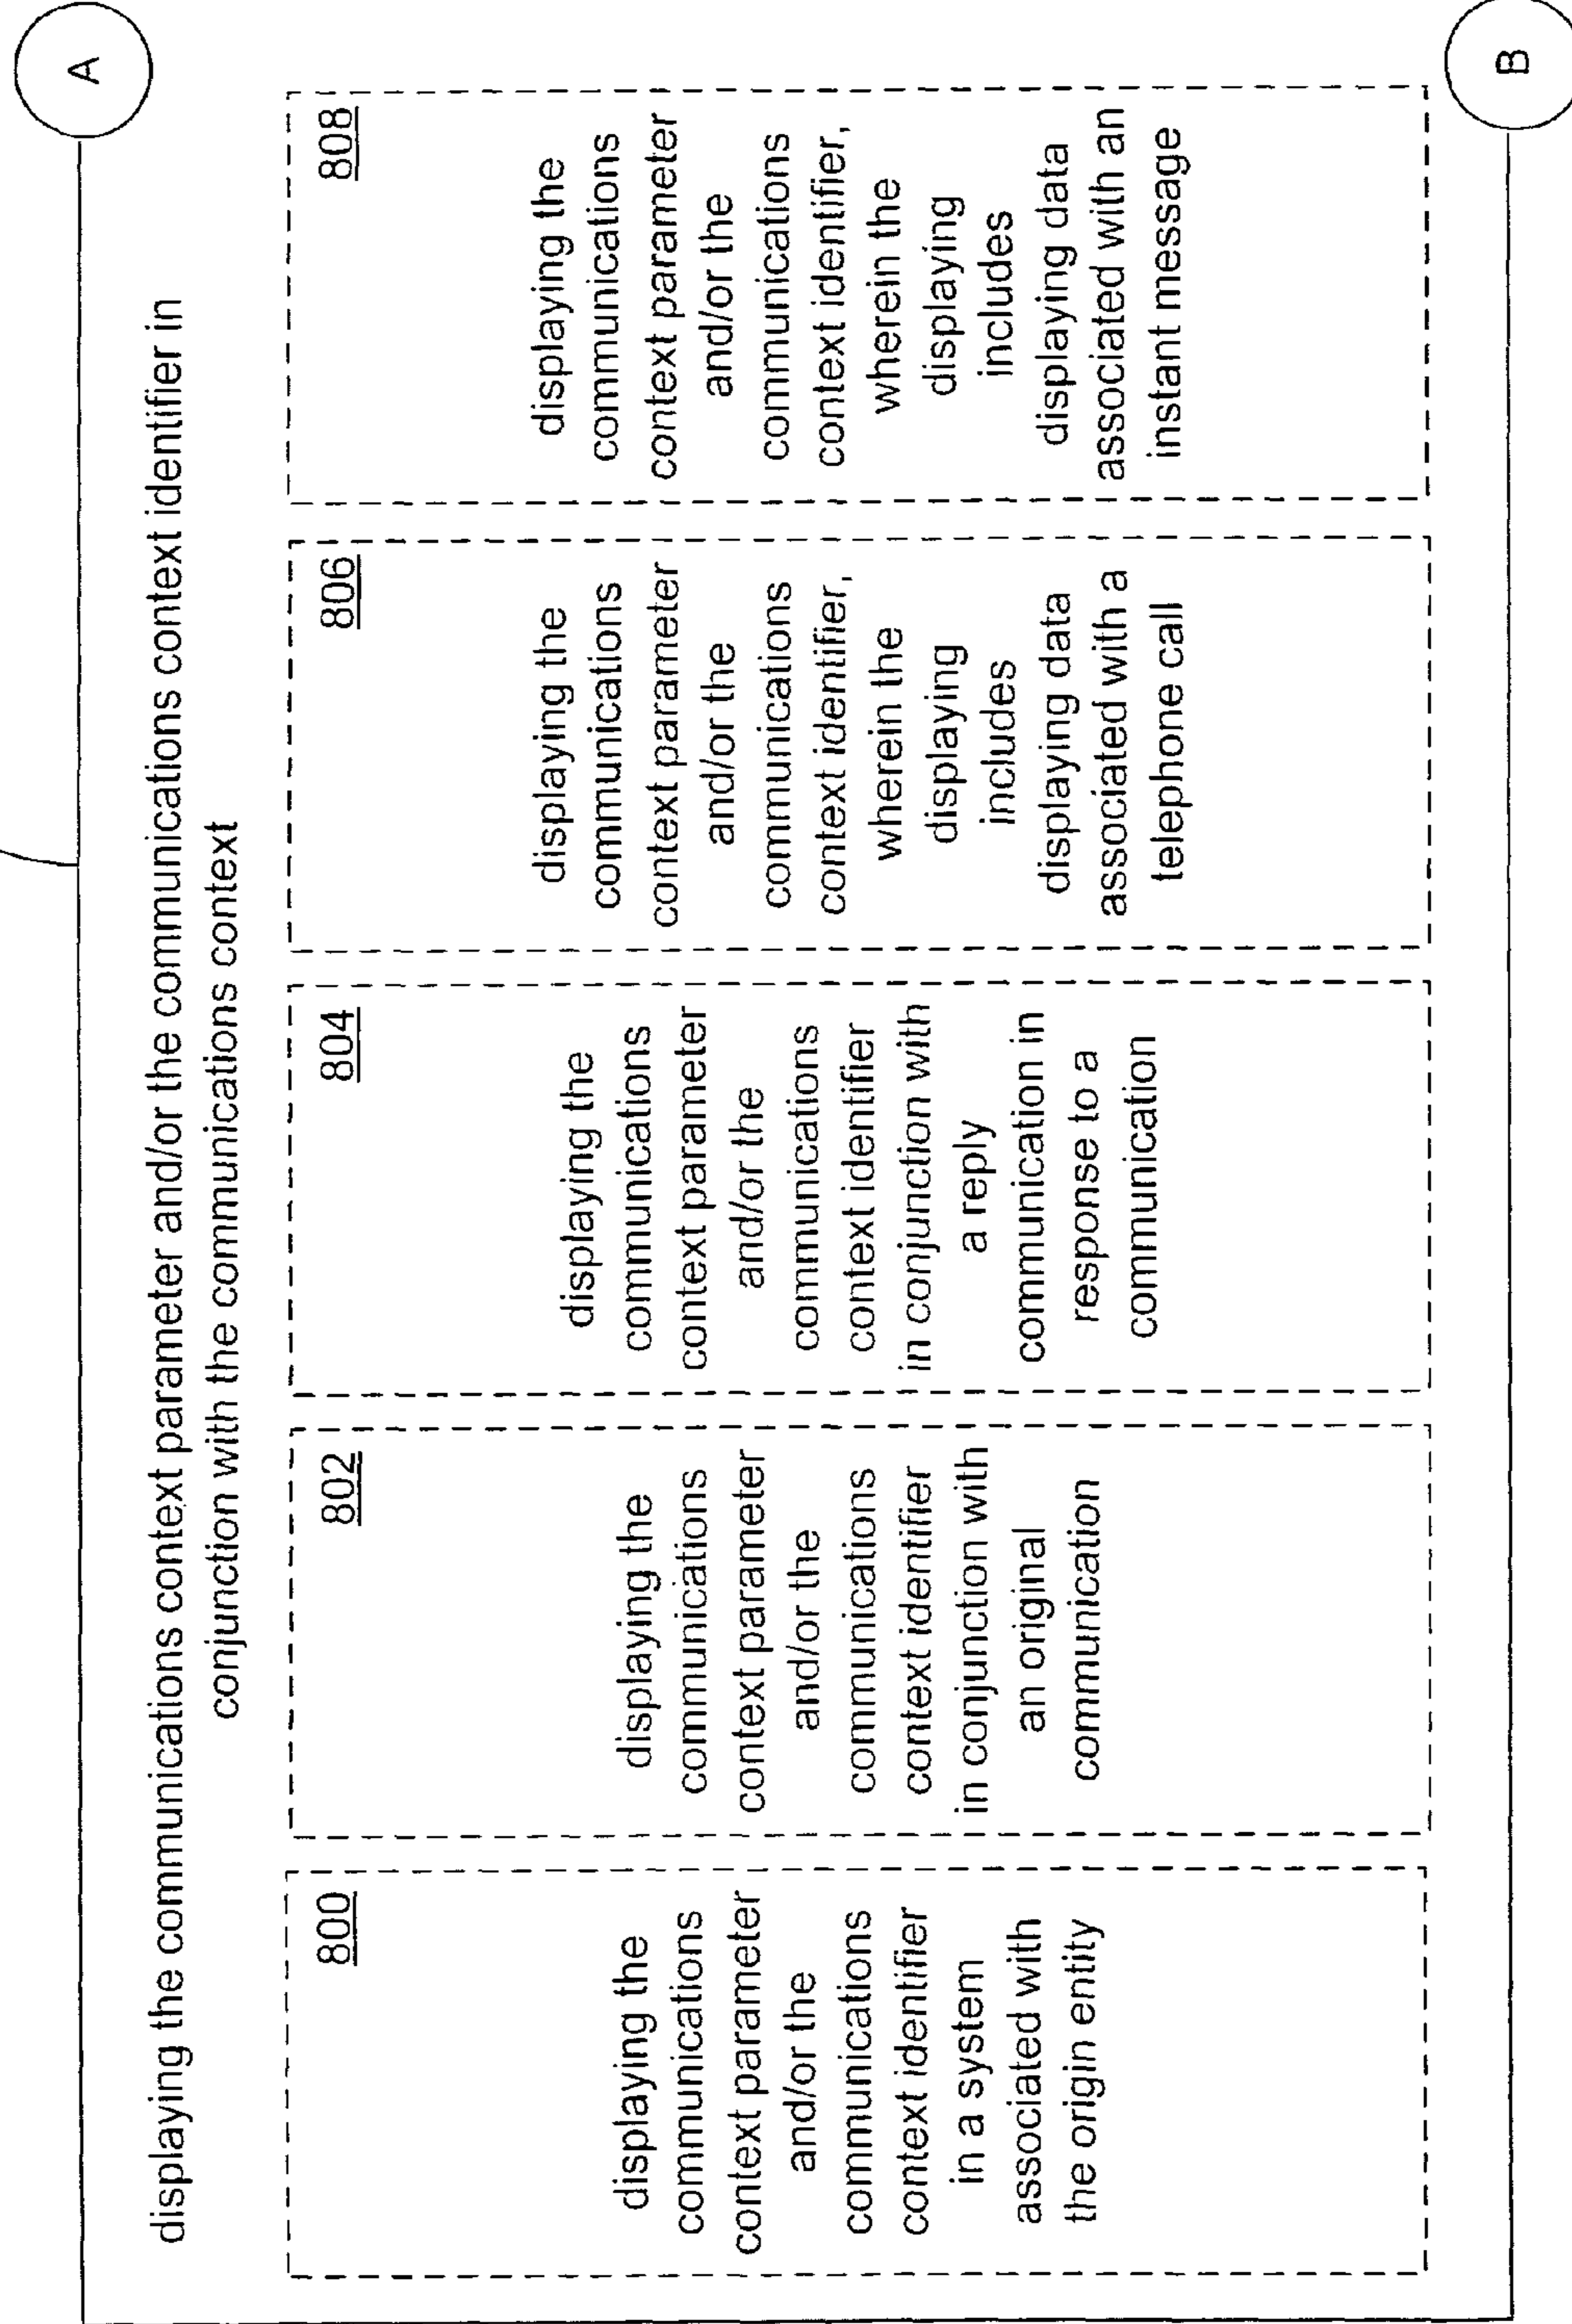 A
displaying the communications context parameter and/or the communications context identifier in
conjunction with the communications context
800
displaying the
communications
context parameter
and/or the
communications
context identifier
in a system
associated with
the origin entity
802
displaying the
communications
context parameter
and/or the
communications
context identifier
in conjunction with
an original
communication
804
displaying the
communications
context parameter
and/or the
communications
context identifier
in conjunction with
a reply
communication in
response to a
communication
806
displaying the
communications
context parameter
and/or the
communications
context identifier,
wherein the
displaying
includes
displaying data
associated with a
telephone call
808
displaying the
communications
context parameter
and/or the
communications
context identifier,
wherein the
displaying
includes
displaying data
associated with an
instant message
B